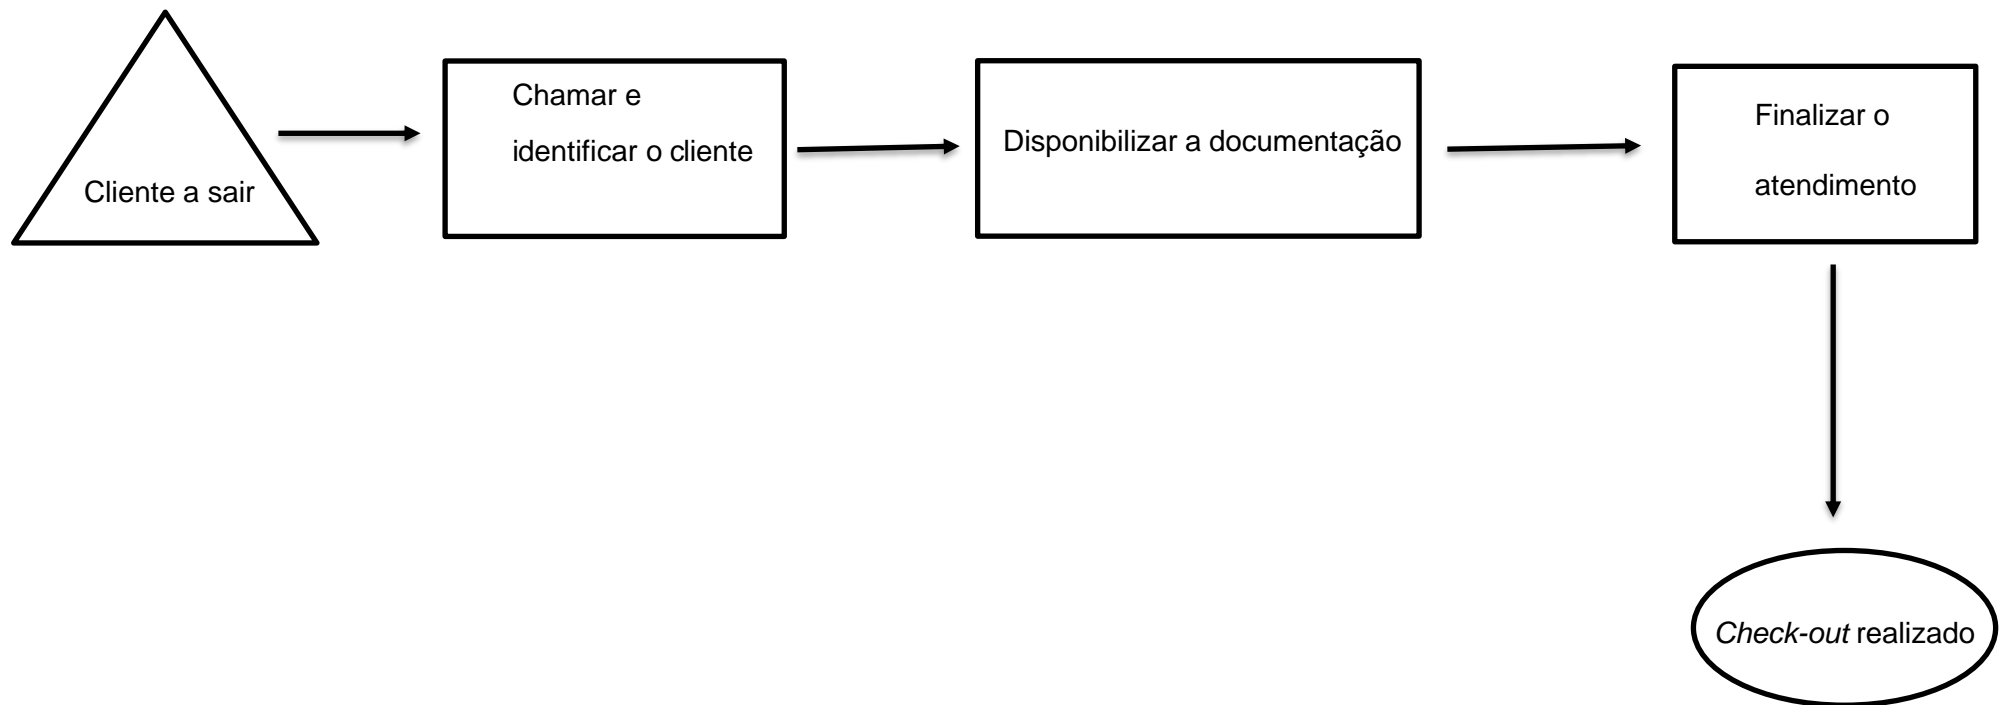 Cliente a sair
Chamar e
identificar o cliente
Disponibilizar a documentação
Finalizar o
atendimento
Check-out realizado